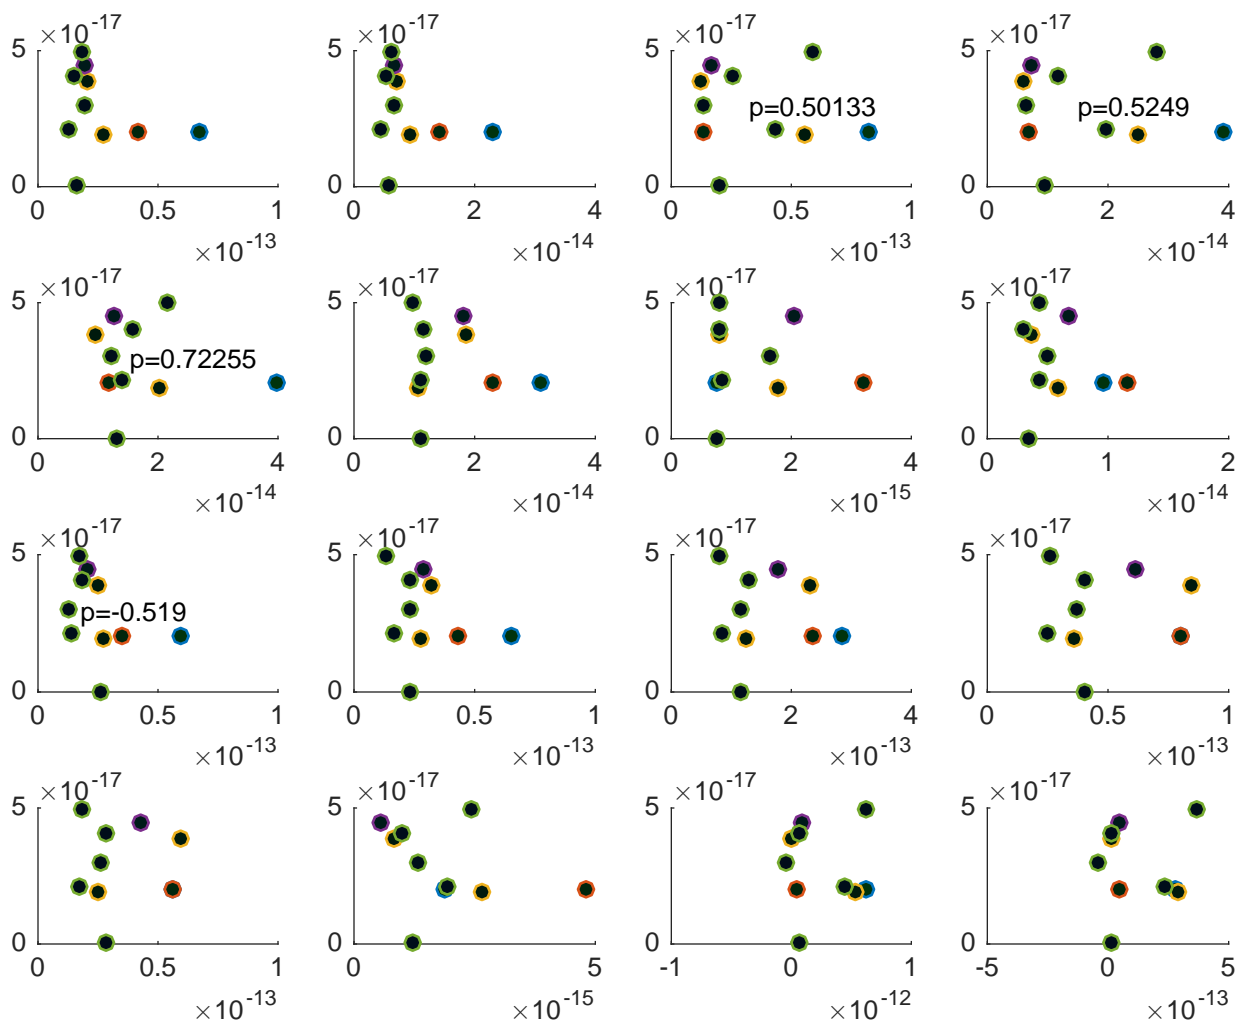 ×10^-17 ×10^-17 ×10^-17 ×10^-17
5 5 5 5
p=0.50133 p=0.5249
0 0 0 0
0 0.5 1 0 2 4 0 0.5 1 0 2 4
×10^-13 ×10^-14 ×10^-13 ×10^-14
×10^-17 ×10^-17 ×10^-17 ×10^-17
5 5 5 5
p=0.72255
0 0 0 0
0 2 4 0 2 4 0 2 4 0 1 2
×10^-14 ×10^-14 ×10^-15 ×10^-14
×10^-17 ×10^-17 ×10^-17 ×10^-17
5 5 5 5
p=-0.519
0 0 0 0
0 0.5 1 0 0.5 1 0 2 4 0 0.5 1
×10^-13 ×10^-13 ×10^-13 ×10^-13
×10^-17 ×10^-17 ×10^-17 ×10^-17
5 5 5 5
0 0 0 0
0 0.5 1 0 5 -1 0 1 -5 0 5
×10^-13 ×10^-15 ×10^-12 ×10^-13